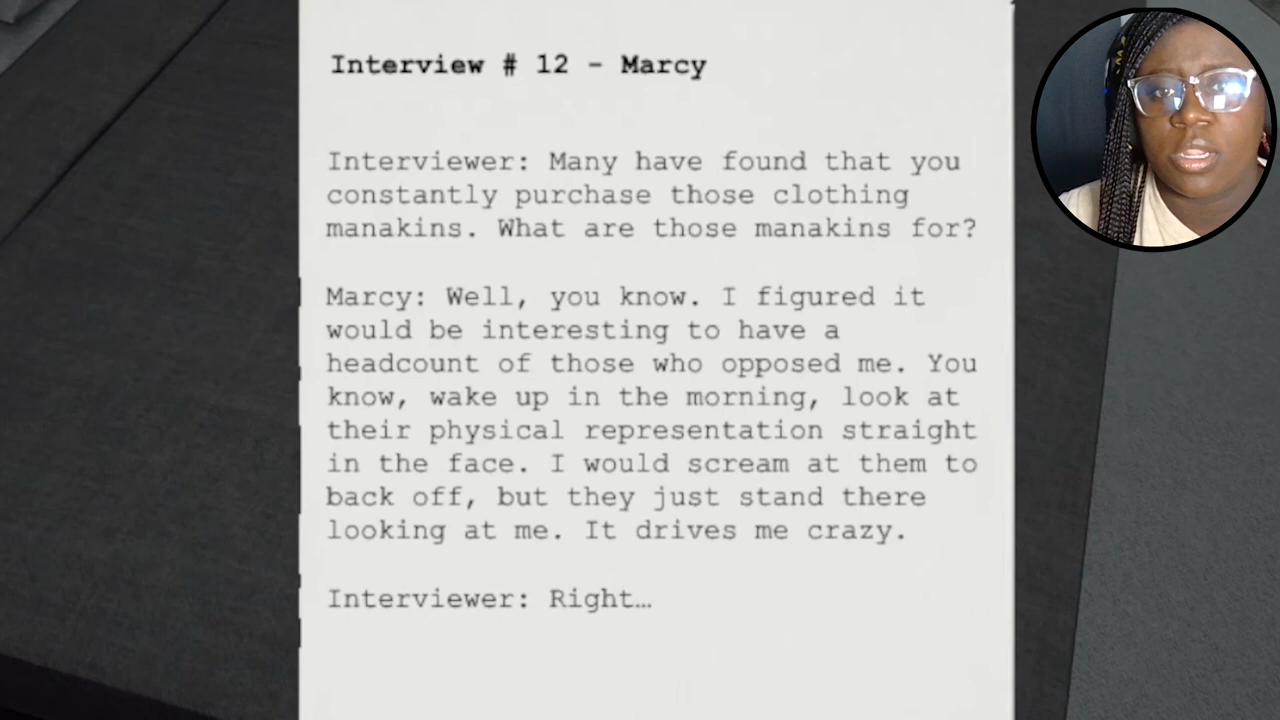 Interview # 12 - Marcy
Interviewer: Many have found that you
constantly purchase those clothing
manakins. What are those manakins for?
Marcy: Well, you know. I figured it
would be interesting to have a
headcount of those who opposed me. You
know, wake up in the morning, look at
their physical representation straight
in the face. I would scream at them to
back off, but they just stand there
looking at me. It drives me crazy.
Interviewer: Right…